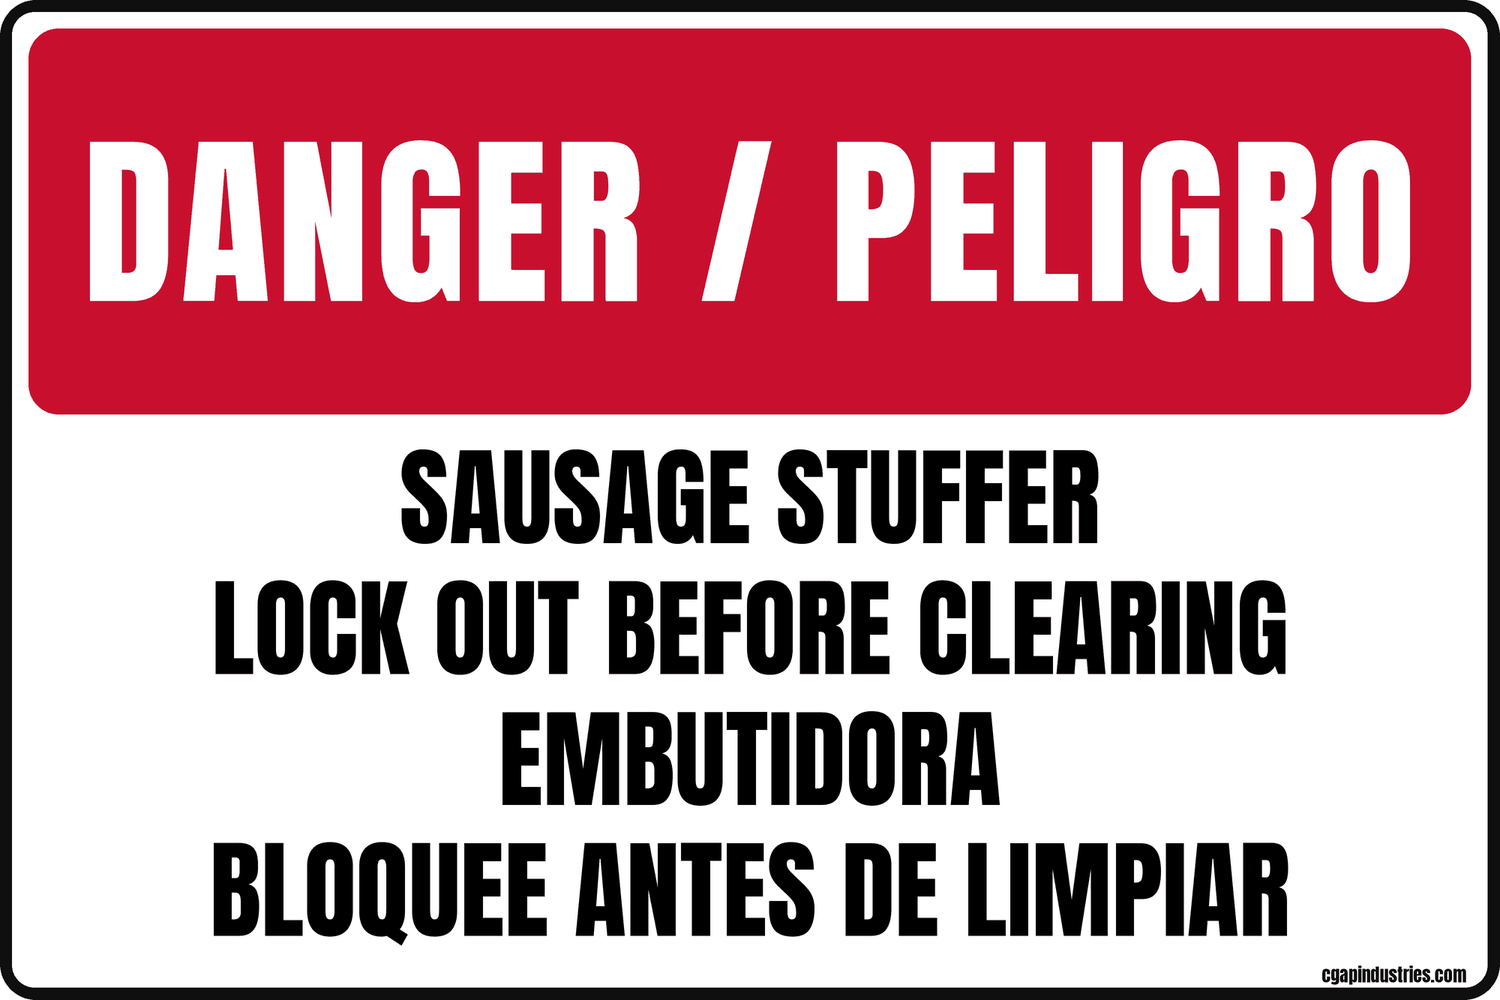 DANGER / PELIGRO
SAUSAGE STUFFER
LOCK OUT BEFORE CLEARING
EMBUTIDORA
BLOQUEE ANTES DE LIMPIAR
cgapindustries.com